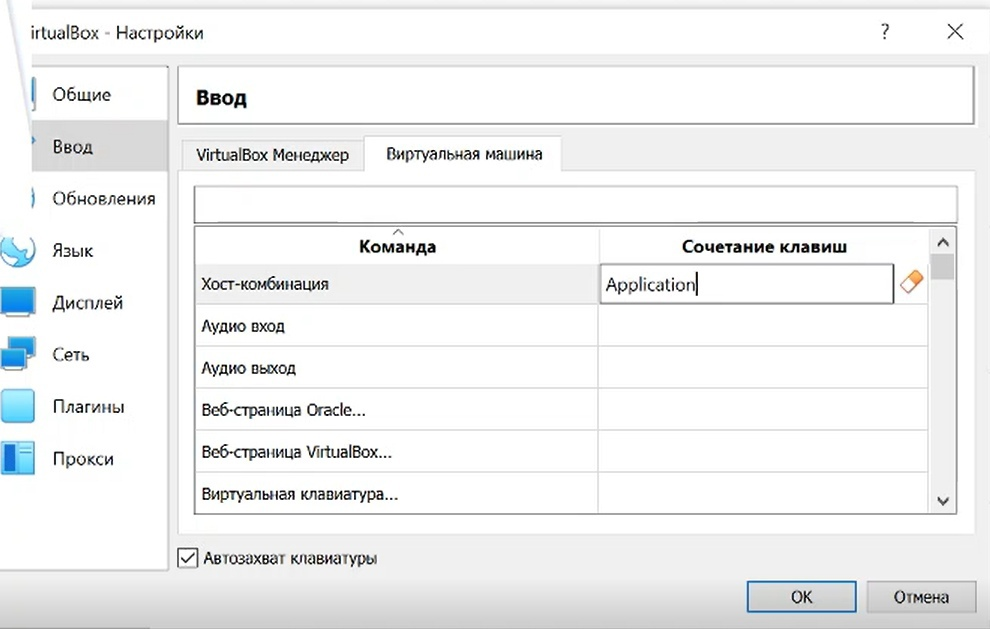 irtualBox - Настройки
?
Общие
Ввод
Обновления
Язык
Дисплей
Сеть
Плагины
Прокси
Ввод
VirtualBox Менеджер
Виртуальная машина
Команда Сочетание клавиш
Хост-комбинация Application
Аудио вход
Аудио выход
Веб-страница Oracle...
Веб-страница VirtualBox...
Виртуальная клавиатура...
Автозахват клавиатуры
OK
Отмена